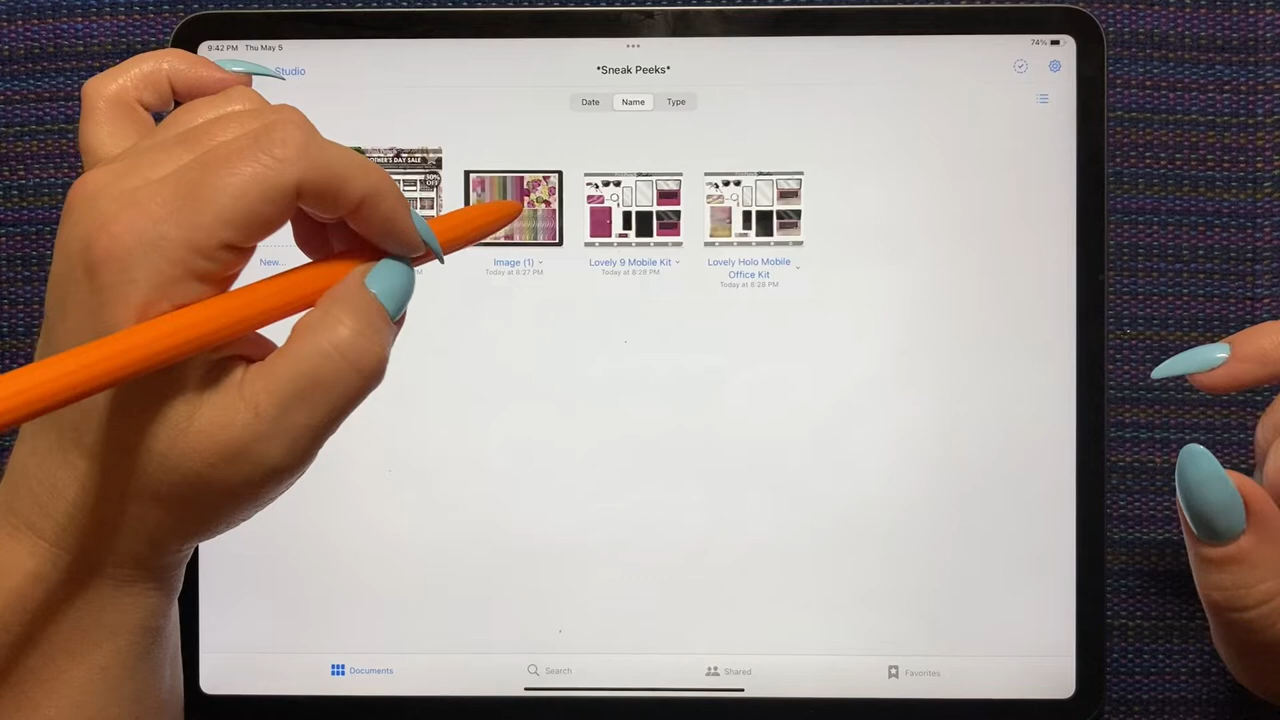 9:42 PM Thu May 5
74%
Studio
*Sneak Peeks*
Date Name Type
MOTHER'S DAY SALE
50% OFF
New...
Image (1)
Today at 8:27 PM
Lovely 9 Mobile Kit
Today at 8:28 PM
Lovely Holo Mobile
Office Kit
Today at 8:28 PM
Documents
Search
Shared
Favorites